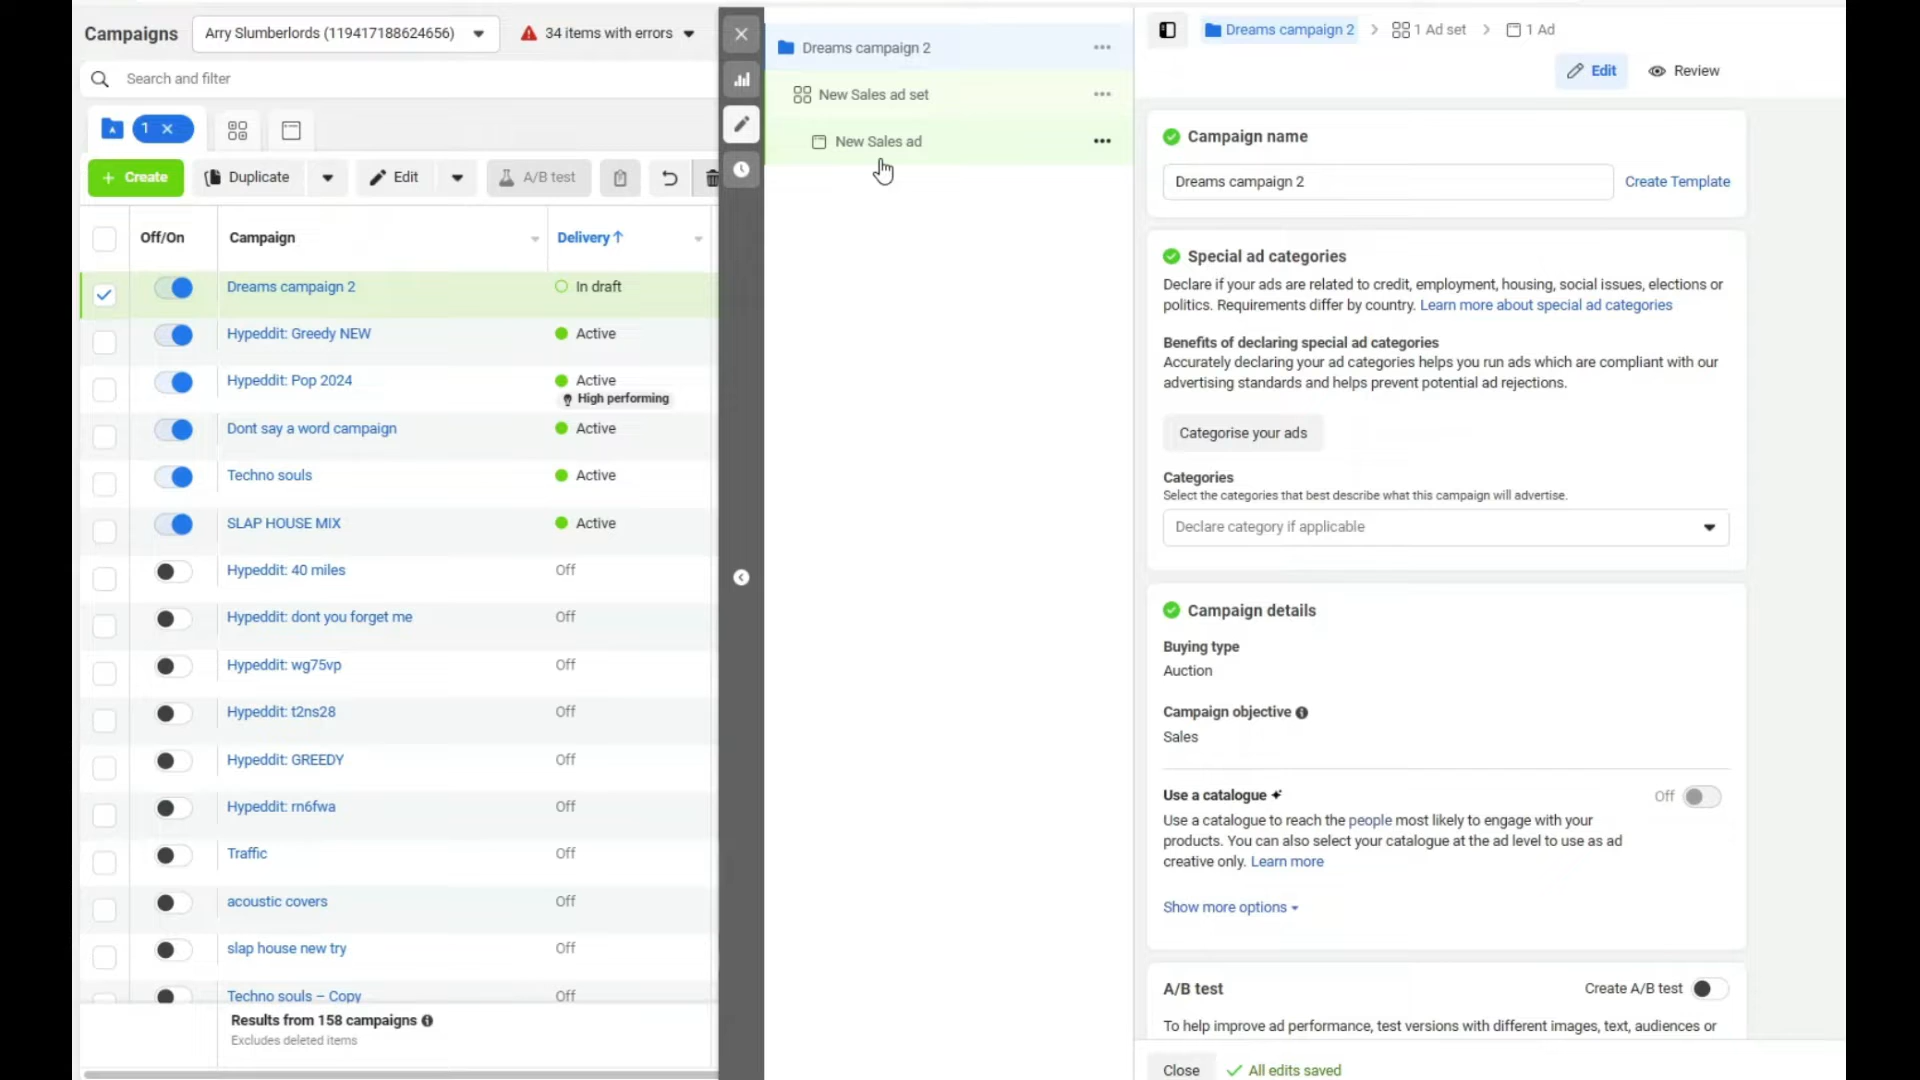 Campaigns
Arry Slumberlords (119417188624656)
34 items with errors
Search and filter
1
Create
Duplicate
Edit
A/B test
Off/On
Campaign
Delivery↑
Dreams campaign 2
In draft
Hypeddit: Greedy NEW
Active
Hypeddit: Pop 2024
Active
High performing
Dont say a word campaign
Active
Techno souls
Active
SLAP HOUSE MIX
Active
Hypeddit: 40 miles
Off
Hypeddit: dont you forget me
Off
Hypeddit: wg75vp
Off
Hypeddit: t2ns28
Off
Hypeddit: GREEDY
Off
Hypeddit: rn6fwa
Off
Traffic
Off
acoustic covers
Off
slap house new try
Off
Techno souls – Copy
Off
Results from 158 campaigns
Excludes deleted items
Dreams campaign 2
New Sales ad set
New Sales ad
Dreams campaign 2
1 Ad set
1 Ad
Edit
Review
Campaign name
Dreams campaign 2
Create Template
Special ad categories
Declare if your ads are related to credit, employment, housing, social issues, elections or
politics. Requirements differ by country. Learn more about special ad categories
Benefits of declaring special ad categories
Accurately declaring your ad categories helps you run ads which are compliant with our
advertising standards and helps prevent potential ad rejections.
Categorise your ads
Categories
Select the categories that best describe what this campaign will advertise.
Declare category if applicable
Campaign details
Buying type
Auction
Campaign objective
Sales
Use a catalogue
Off
Use a catalogue to reach the people most likely to engage with your
products. You can also select your catalogue at the ad level to use as ad
creative only. Learn more
Show more options
A/B test
Create A/B test
To help improve ad performance, test versions with different images, text, audiences or
Close
All edits saved